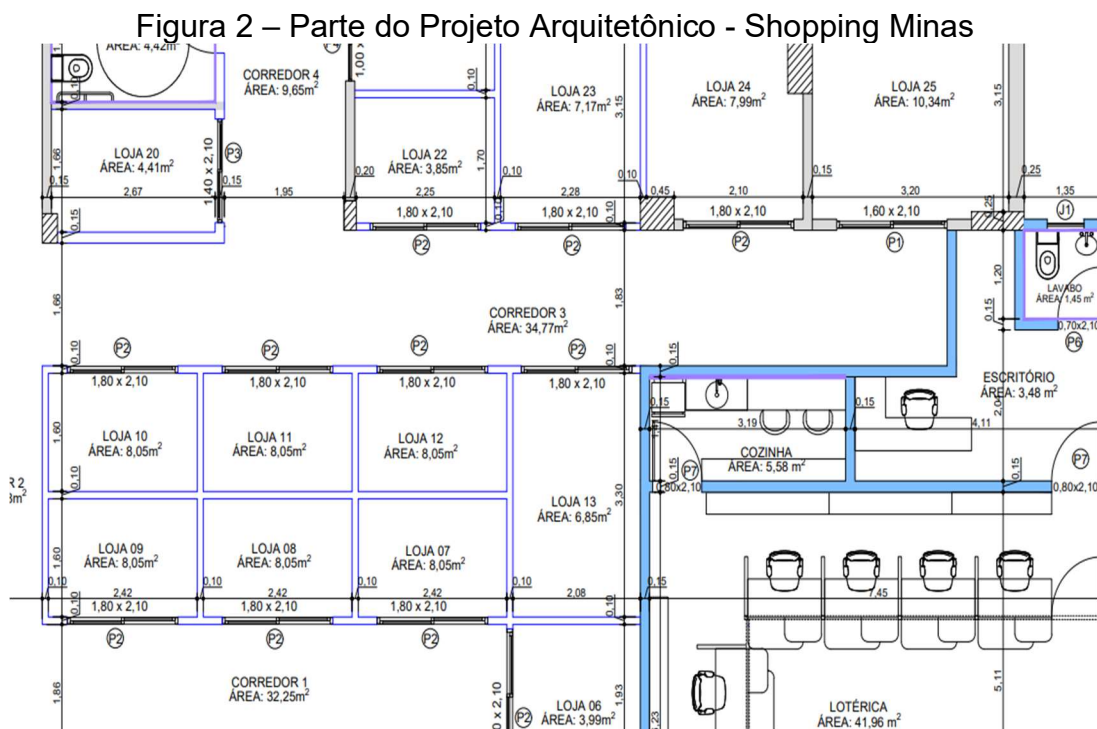 Figura 2 – Parte do Projeto Arquitetônico - Shopping Minas
ÁREA: 4,42m²
0,10
1,00 x
CORREDOR 4
ÁREA: 9,65m²
0,10
LOJA 23
ÁREA: 7,17m²
3,15
LOJA 24
ÁREA: 7,99m²
LOJA 25
ÁREA: 10,34m²
3,15
LOJA 20
ÁREA: 4,41m²
1,66
1,40 x 2,10
P3
LOJA 22
ÁREA: 3,85m²
1,70
0,15
2,67
0,15
1,95
0,20
2,25
0,10
2,28
0,10
0,45
2,10
0,15
3,20
0,25
1,35
0,15
1,80 x 2,10
0,10
1,80 x 2,10
0,10
1,80 x 2,10
1,60 x 2,10
0,25
J1
P2
P2
P2
P1
1,66
CORREDOR 3
ÁREA: 34,77m²
1,83
1,20
0,15
LAVABO
ÁREA: 1,45 m²
0,70x2,10
P6
P2
P2
P2
P2
0,10
0,10
0,15
1,80 x 2,10
1,80 x 2,10
1,80 x 2,10
1,80 x 2,10
ESCRITÓRIO
ÁREA: 3,48 m²
0,15
0,15
3,19
4,11
LOJA 10
ÁREA: 8,05m²
1,60
LOJA 11
ÁREA: 8,05m²
LOJA 12
ÁREA: 8,05m²
COZINHA
ÁREA: 5,58 m²
0,10
0,15
P7
0,80x2,10
0,15
P7
0,80x2,10
R 2
LOJA 13
ÁREA: 6,85m²
3,30
LOJA 09
ÁREA: 8,05m²
1,60
LOJA 08
ÁREA: 8,05m²
LOJA 07
ÁREA: 8,05m²
0,10
2,42
0,10
2,42
0,10
2,42
0,10
2,08
0,15
7,45
0,10
1,80 x 2,10
1,80 x 2,10
1,80 x 2,10
0,10
P2
P2
P2
CORREDOR 1
ÁREA: 32,25m²
1,86
0 x 2,10
P2
LOJA 06
ÁREA: 3,99m²
1,93
5,23
LOTÉRICA
ÁREA: 41,96 m²
5,11